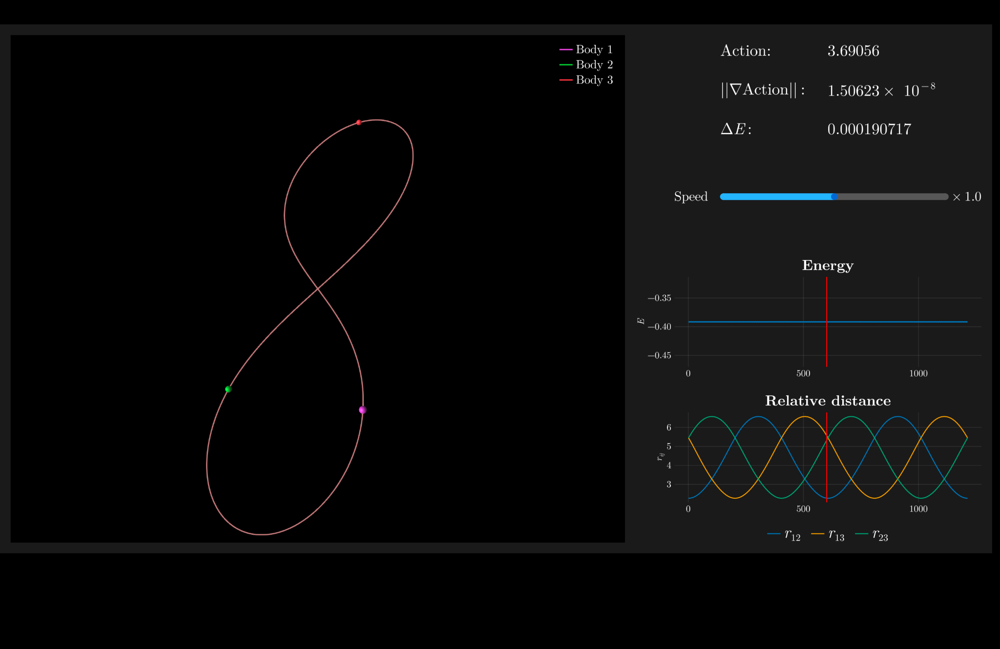 Body 1
Body 2
Body 3
Action: 3.69056
||∇Action||: 1.50623 × 10⁻⁸
ΔE: 0.000190717
Speed × 1.0
Energy
−0.35
−0.40
−0.45
E
0 500 1000
Relative distance
6
5
4
3
rᵢⱼ
0 500 1000
r₁₂ r₁₃ r₂₃